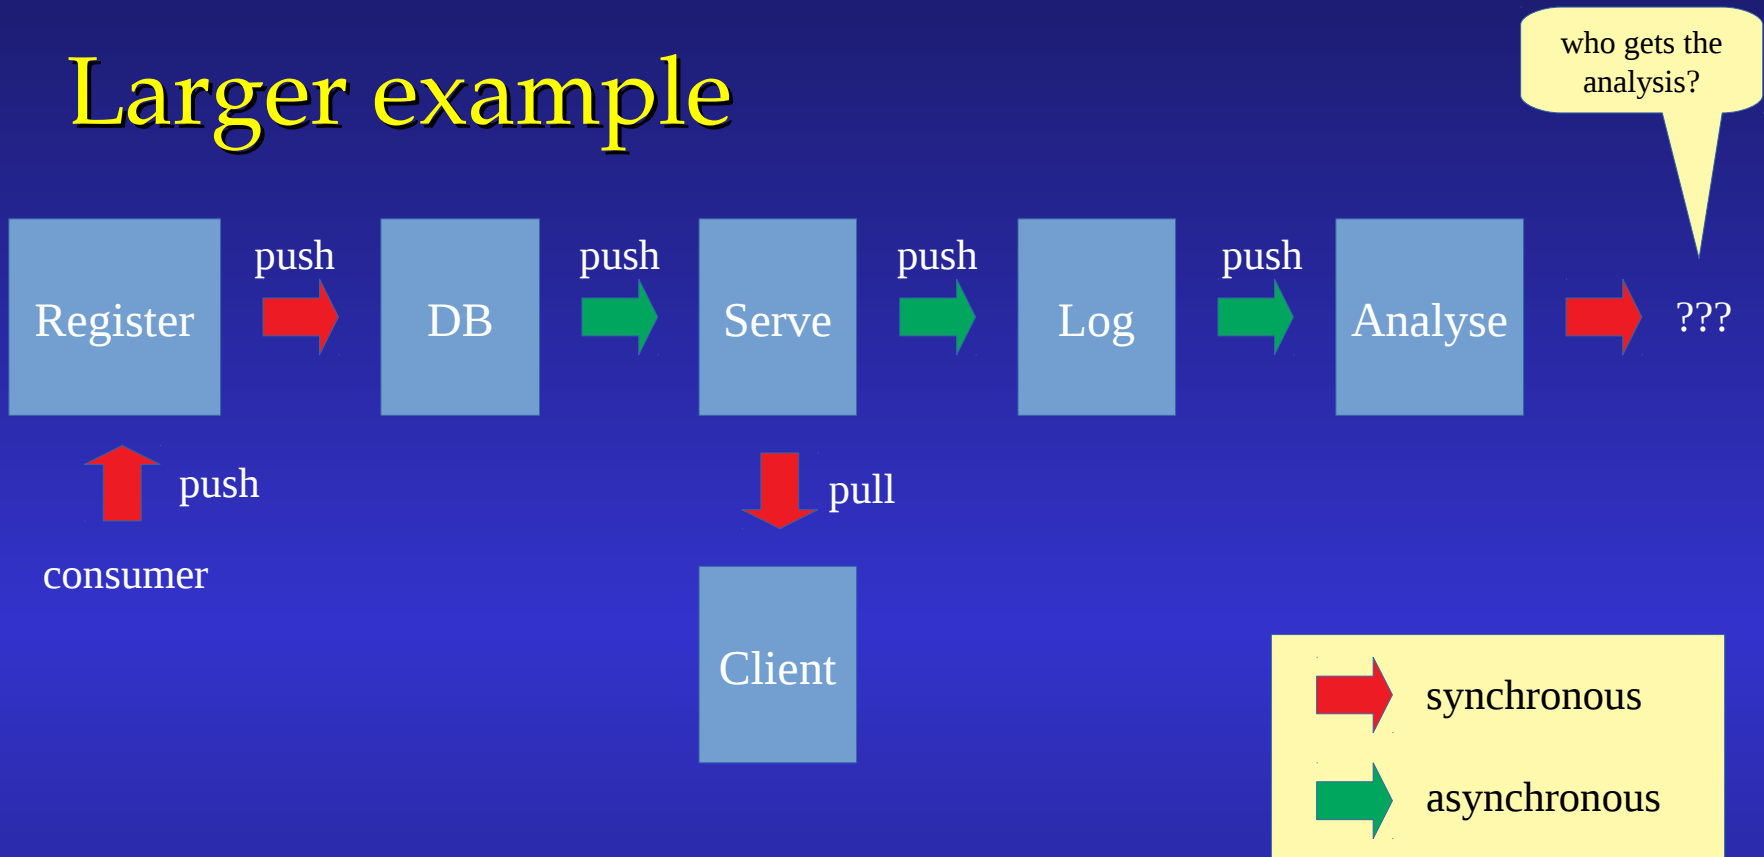 Larger example
who gets the
analysis?
Register
push
DB
push
Serve
push
Log
push
Analyse
???
push
consumer
pull
Client
synchronous
asynchronous